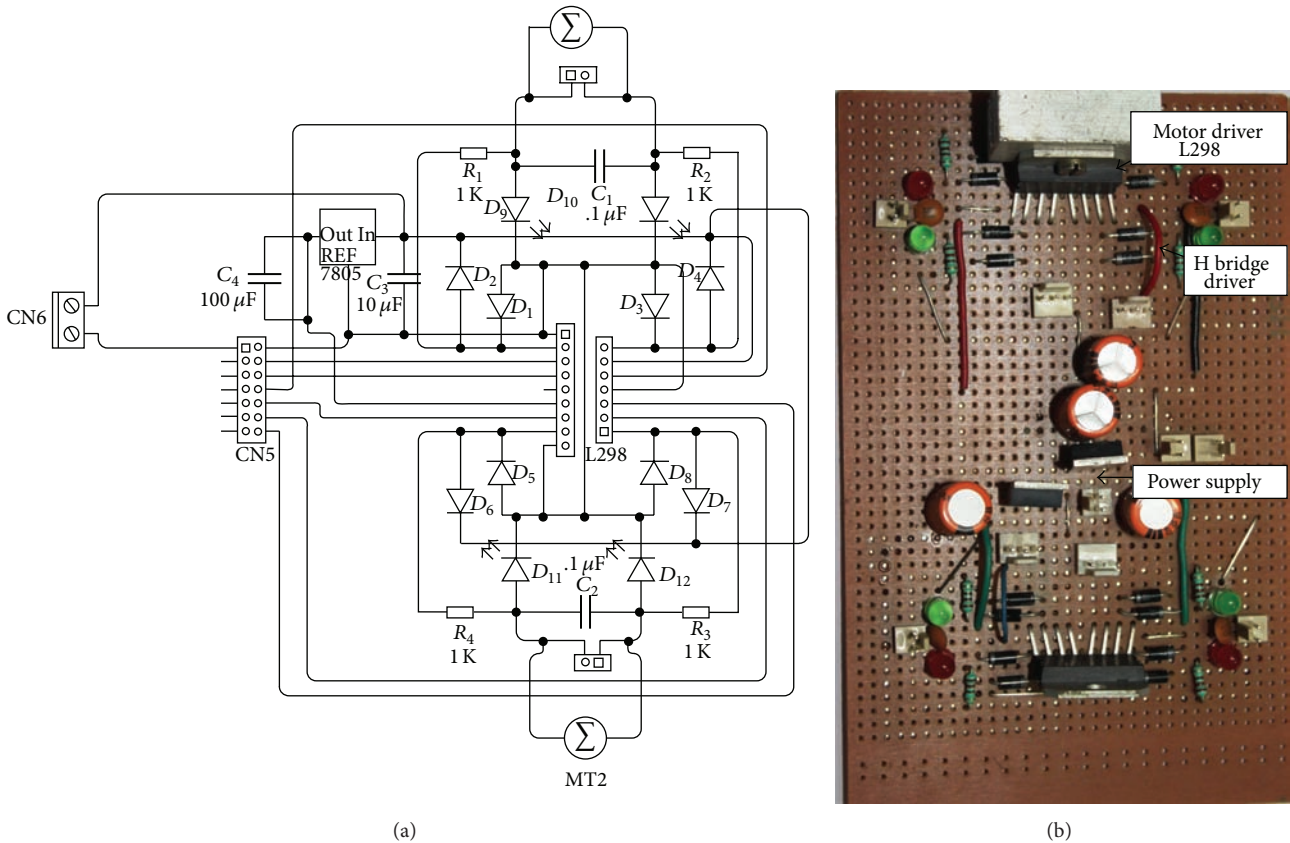 Σ
R1
1 K
C1
.1 μF
R2
1 K
D9
D10
Out In
REF
7805
C4
100 μF
C3
10 μF
D2
D1
D3
D4
CN6
CN5
L298
D5
D6
D8
D7
D11
.1 μF
C2
D12
R4
1 K
R3
1 K
Σ
MT2
(a)
Motor driver
L298
H bridge
driver
Power supply
(b)